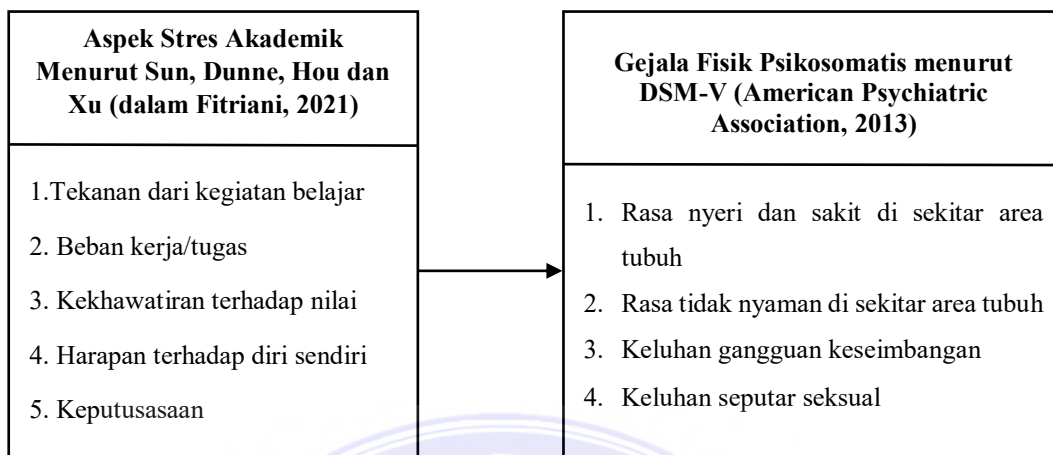 Aspek Stres Akademik
Menurut Sun, Dunne, Hou dan
Xu (dalam Fitriani, 2021)
1.Tekanan dari kegiatan belajar
2. Beban kerja/tugas
3. Kekhawatiran terhadap nilai
4. Harapan terhadap diri sendiri
5. Keputusasaan
Gejala Fisik Psikosomatis menurut
DSM-V (American Psychiatric
Association, 2013)
1. Rasa nyeri dan sakit di sekitar area
tubuh
2. Rasa tidak nyaman di sekitar area tubuh
3. Keluhan gangguan keseimbangan
4. Keluhan seputar seksual